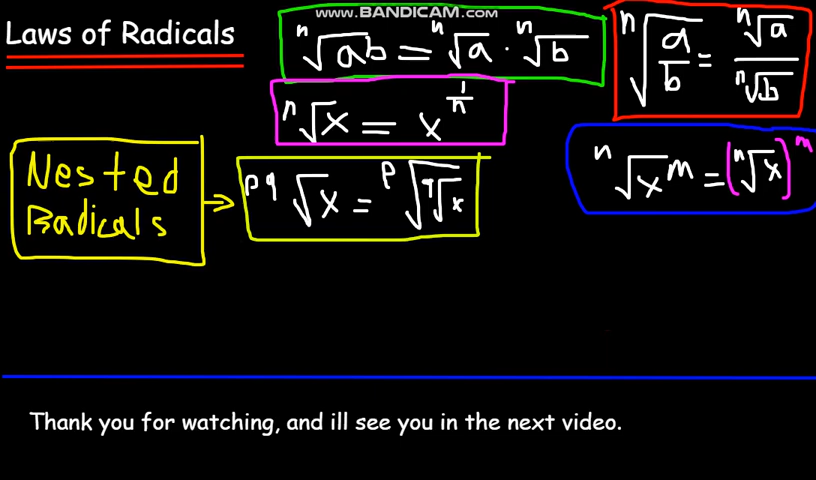 WWW.BANDICAM.COM
Laws of Radicals
ⁿ√ab = ⁿ√a · ⁿ√b
ⁿ√(a/b) = ⁿ√a / ⁿ√b
ⁿ√x = x^(1/n)
ⁿ√x^m = (ⁿ√x)^m
Nested
Radicals
pq√x = p√(q√x)
Thank you for watching, and ill see you in the next video.